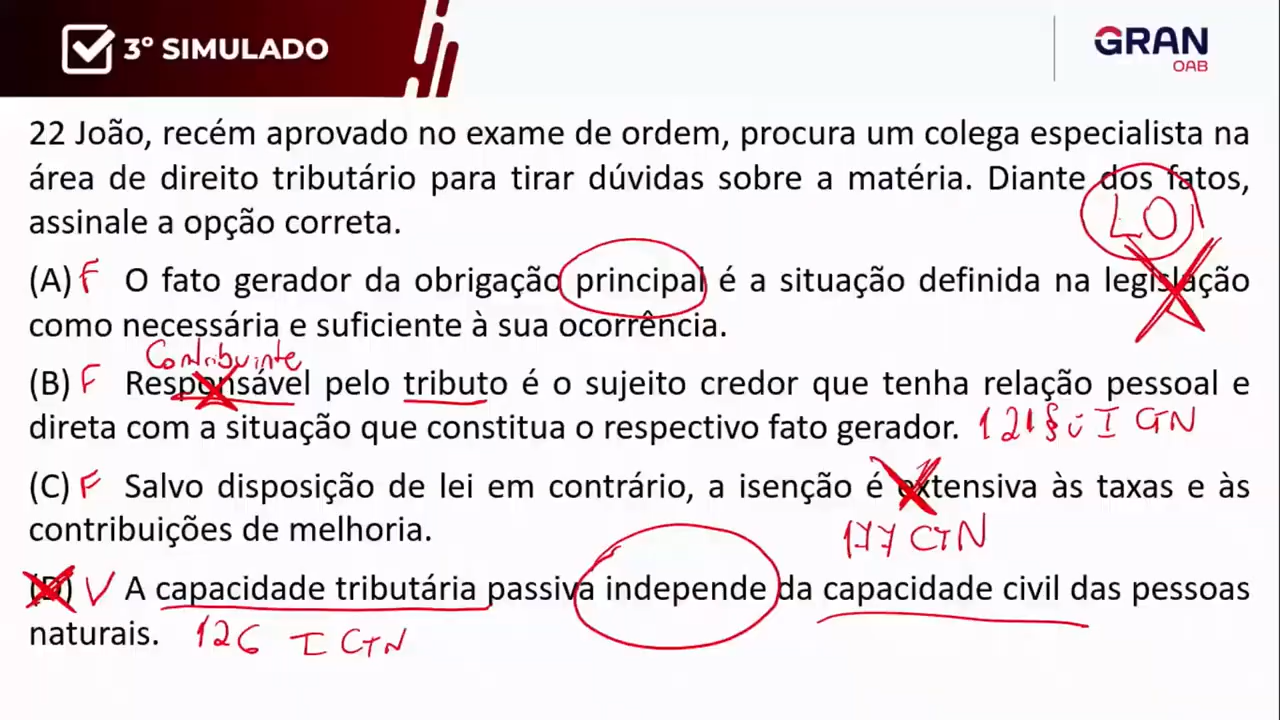 3º SIMULADO
GRAN
OAB
22 João, recém aprovado no exame de ordem, procura um colega especialista na
área de direito tributário para tirar dúvidas sobre a matéria. Diante dos fatos,
assinale a opção correta.
(A) F O fato gerador da obrigação principal é a situação definida na legislação
como necessária e suficiente à sua ocorrência.
Contribuinte
(B) F Responsável pelo tributo é o sujeito credor que tenha relação pessoal e
direta com a situação que constitua o respectivo fato gerador. 121 § ú I CTN
(C) F Salvo disposição de lei em contrário, a isenção é extensiva às taxas e às
contribuições de melhoria.
177 CTN
(D) V A capacidade tributária passiva independe da capacidade civil das pessoas
naturais. 126 I CTN